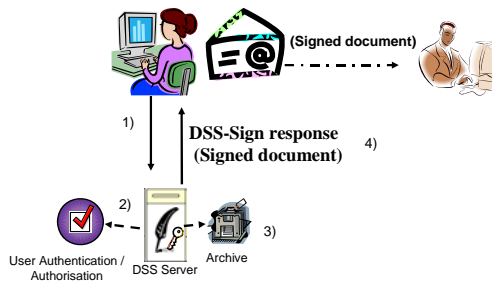 (Signed document)
= @
1)
DSS-Sign response
(Signed document)
4)
2)
3)
User Authentication /
Authorisation
DSS Server
Archive